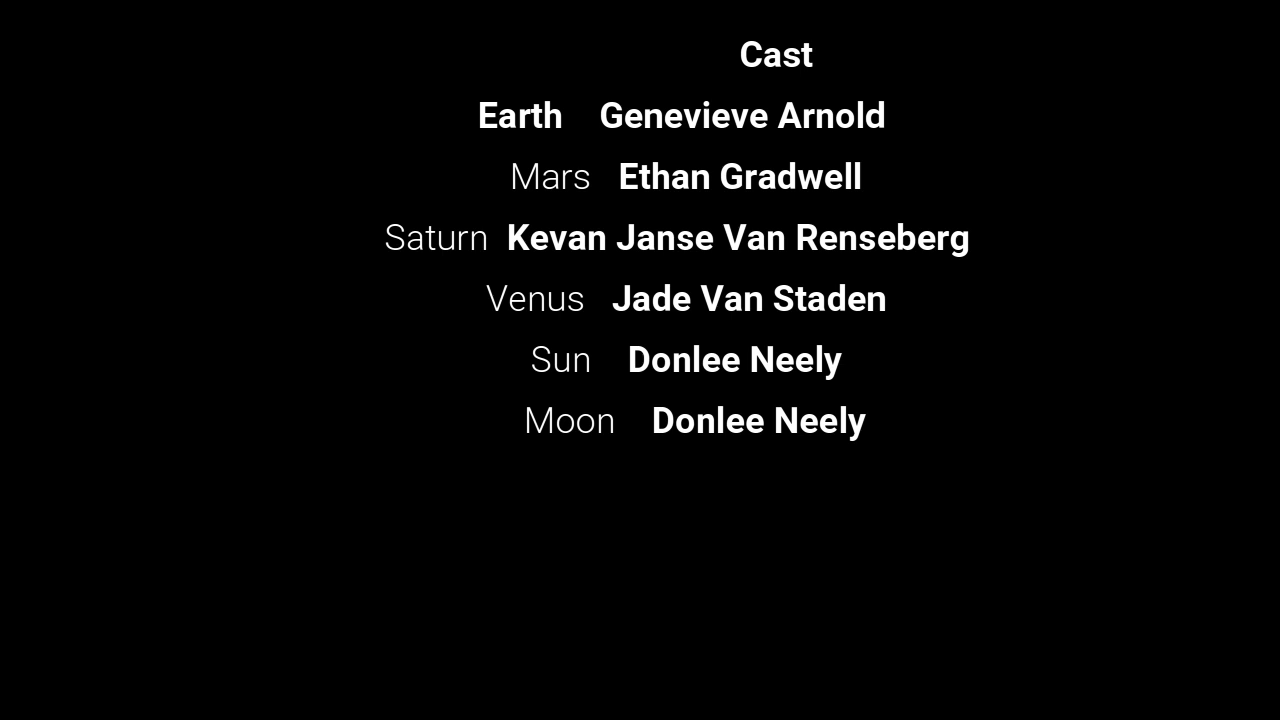 Cast
Earth Genevieve Arnold
Mars Ethan Gradwell
Saturn Kevan Janse Van Renseberg
Venus Jade Van Staden
Sun Donlee Neely
Moon Donlee Neely